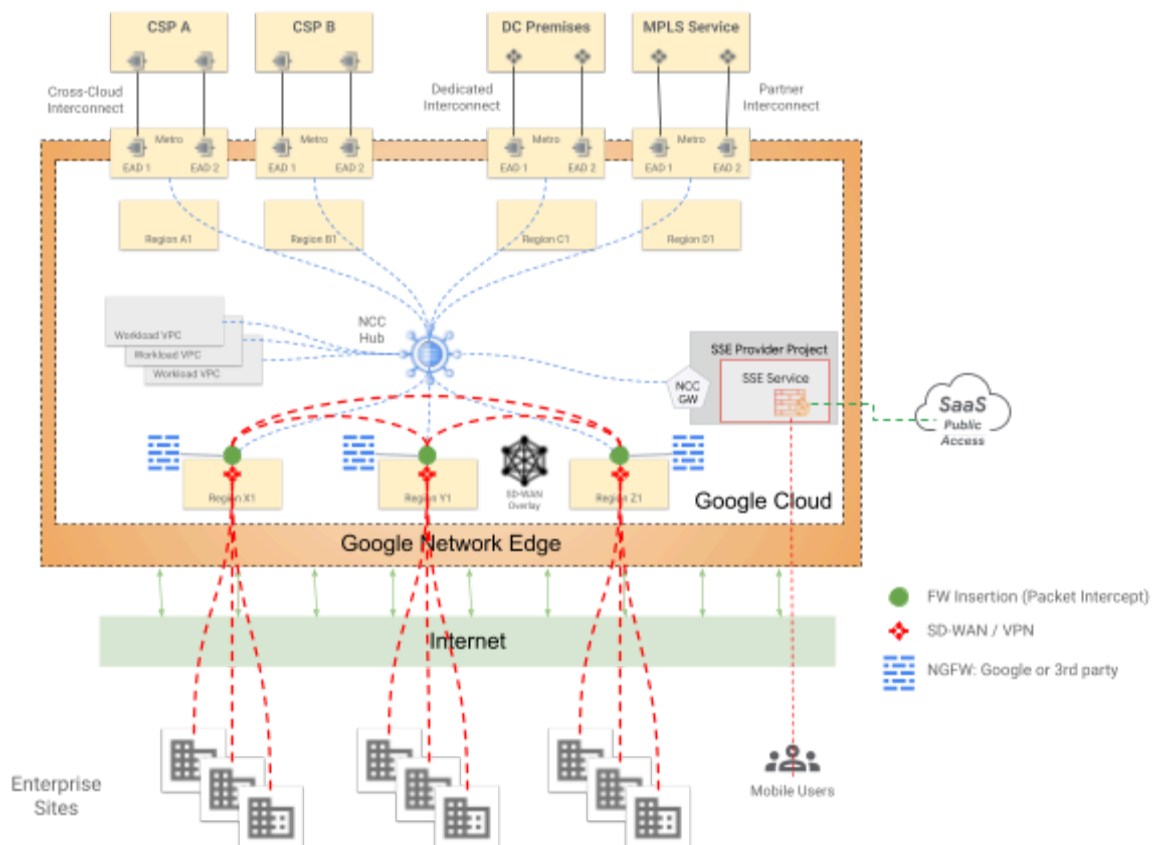 CSP A
CSP B
DC Premises
MPLS Service
Cross-Cloud
Interconnect
Dedicated
Interconnect
Partner
Interconnect
Metro
EAD 1
EAD 2
Metro
EAD 1
EAD 2
Metro
EAD 1
EAD 2
Metro
EAD 1
EAD 2
Region A1
Region B1
Region C1
Region D1
NCC
Hub
Workload VPC
Workload VPC
Workload VPC
SSE Provider Project
SSE Service
NCC
GW
SaaS
Public
Access
Region X1
Region Y1
SD-WAN
Overlay
Region Z1
Google Cloud
Google Network Edge
Internet
FW Insertion (Packet Intercept)
SD-WAN / VPN
NGFW: Google or 3rd party
Enterprise
Sites
Mobile Users